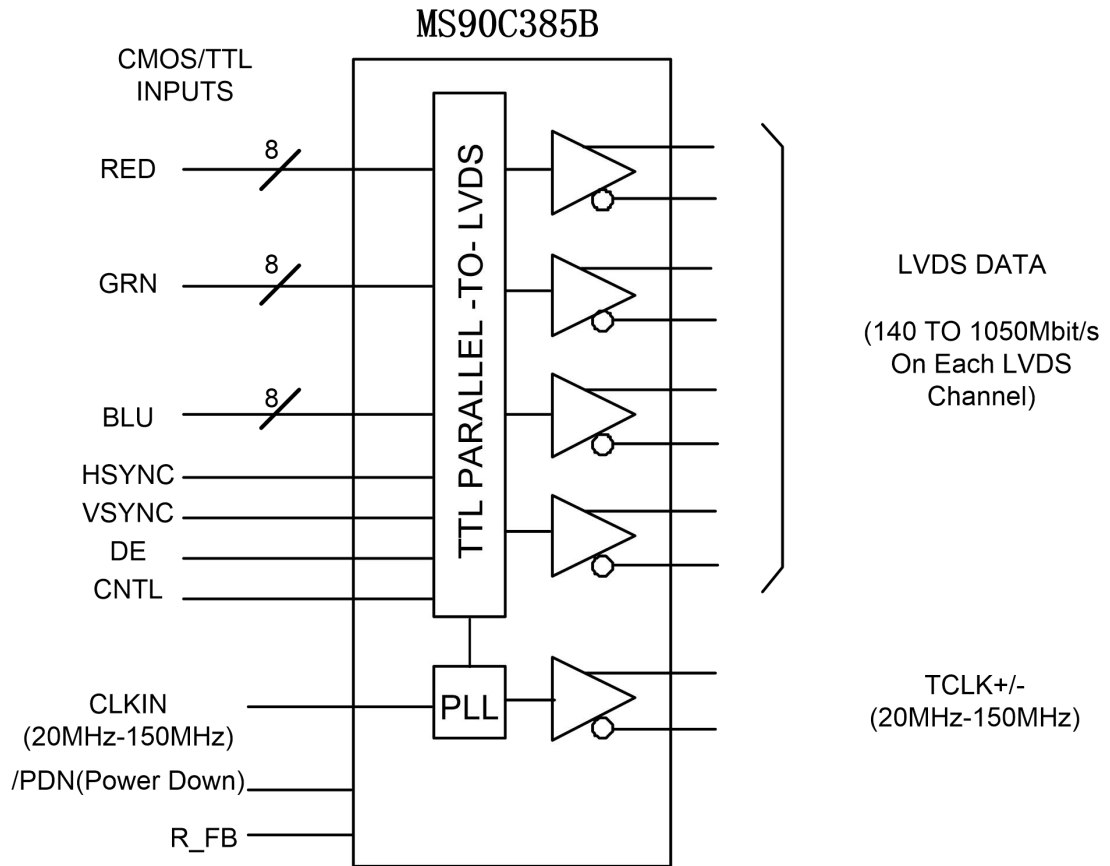 MS90C385B
CMOS/TTL
INPUTS
RED
8
GRN
8
BLU
8
HSYNC
VSYNC
DE
CNTL
CLKIN
(20MHz-150MHz)
/PDN(Power Down)
R_FB
TTL PARALLEL -TO- LVDS
PLL
LVDS DATA
(140 TO 1050Mbit/s
On Each LVDS
Channel)
TCLK+/-
(20MHz-150MHz)